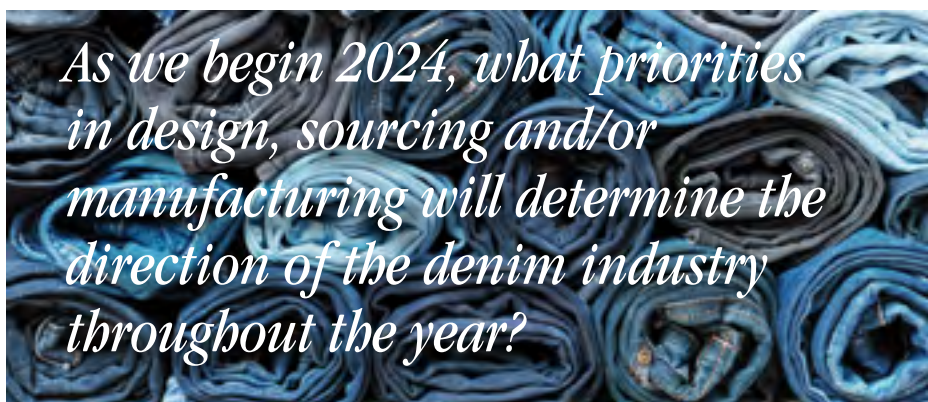 As we begin 2024, what priorities
in design, sourcing and/or
manufacturing will determine the
direction of the denim industry
throughout the year?